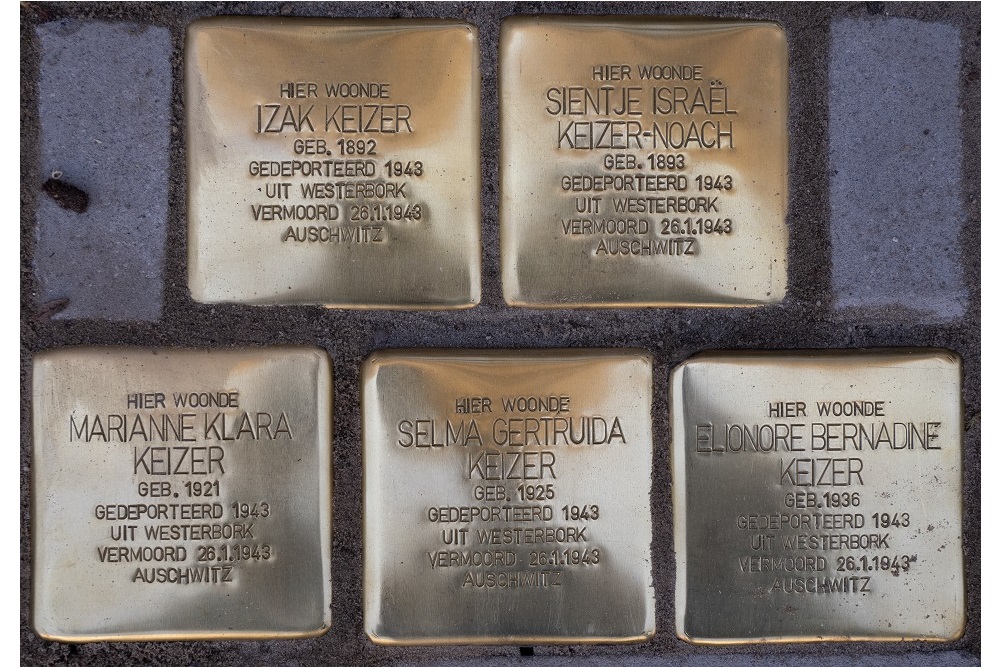 HIER WOONDE
IZAK KEIZER
GEB. 1892
GEDEPORTEERD 1943
UIT WESTERBORK
VERMOORD 26.1.1943
AUSCHWITZ
HIER WOONDE
SIENTJE ISRAËL
KEIZER-NOACH
GEB. 1893
GEDEPORTEERD 1943
UIT WESTERBORK
VERMOORD 26.1.1943
AUSCHWITZ
HIER WOONDE
MARIANNE KLARA
KEIZER
GEB. 1921
GEDEPORTEERD 1943
UIT WESTERBORK
VERMOORD 26.1.1943
AUSCHWITZ
HIER WOONDE
SELMA GERTRUIDA
KEIZER
GEB. 1925
GEDEPORTEERD 1943
UIT WESTERBORK
VERMOORD 26.1.1943
AUSCHWITZ
HIER WOONDE
ELIONORE BERNADINE
KEIZER
GEB.1936
GEDEPORTEERD 1943
UIT WESTERBORK
VERMOORD 26.1.1943
AUSCHWITZ